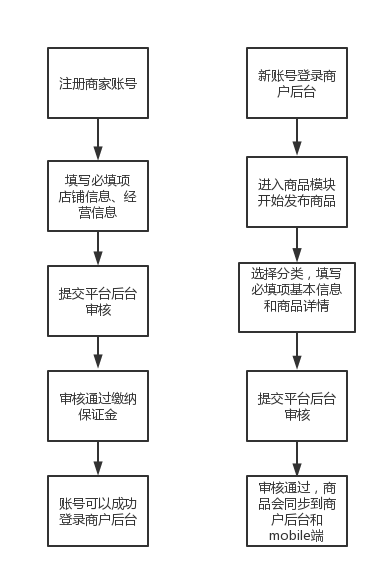 注册商家账号
填写必填项
店铺信息、经
营信息
提交平台后台
审核
审核通过缴纳
保证金
账号可以成功
登录商户后台
新账号登录商
户后台
进入商品模块
开始发布商品
选择分类，填写
必填项基本信息
和商品详情
提交平台后台
审核
审核通过，商
品会同步到商
户后台和
mobile端